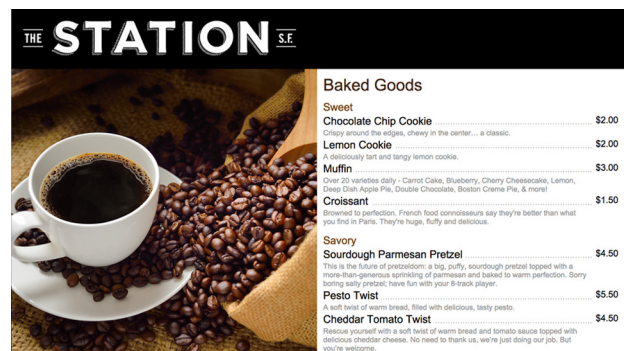 THE STATION S.F.
Baked Goods
Sweet
Chocolate Chip Cookie $2.00
Crispy around the edges, chewy in the center... a classic.
Lemon Cookie $2.00
A deliciously tart and tangy lemon cookie.
Muffin $3.00
Over 20 varieties daily - Carrot Cake, Blueberry, Cherry Cheesecake, Lemon,
Deep Dish Apple Pie, Double Chocolate, Boston Creme Pie, & more!
Croissant $1.50
Browned to perfection. French food connoisseurs say they're better than what
you find in Paris. They're huge, fluffy and delicious.
Savory
Sourdough Parmesan Pretzel $4.50
This is the future of pretzeldom: a big, puffy, sourdough pretzel topped with a
more-than-generous sprinkling of parmesan and baked to warm perfection. Sorry
boring salty pretzel; have fun with your 8-track player.
Pesto Twist $5.50
A soft twist of warm bread, filled with delicious, tasty pesto.
Cheddar Tomato Twist $4.50
Rescue yourself with a soft twist of warm bread and tomato sauce topped with
delicious cheddar cheese. No need to thank us, we're just doing our job. But
you're welcome.